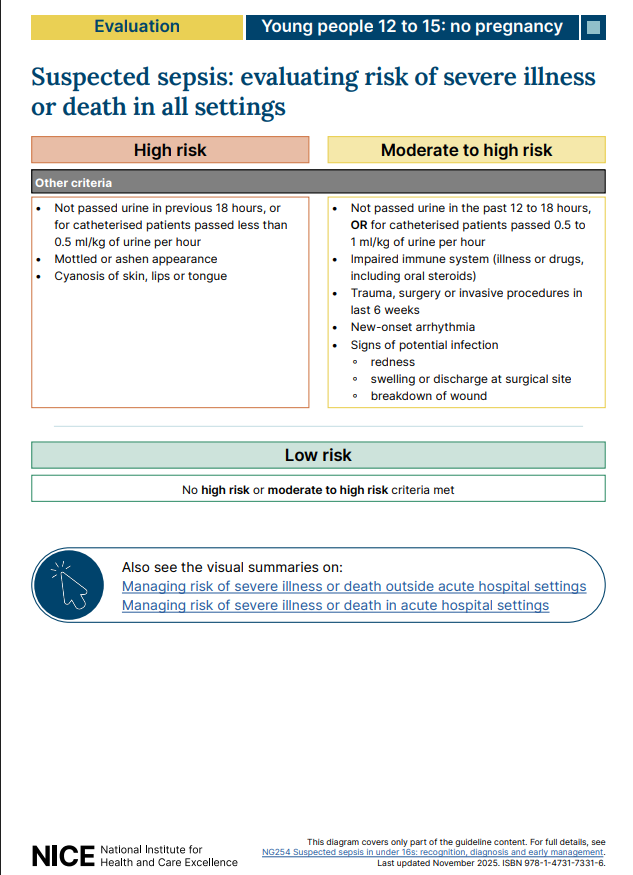 Evaluation
Young people 12 to 15: no pregnancy
Suspected sepsis: evaluating risk of severe illness
or death in all settings
High risk
Moderate to high risk
Other criteria
• Not passed urine in previous 18 hours, or
for catheterised patients passed less than
0.5 ml/kg of urine per hour
• Mottled or ashen appearance
• Cyanosis of skin, lips or tongue
• Not passed urine in the past 12 to 18 hours,
OR for catheterised patients passed 0.5 to
1 ml/kg of urine per hour
• Impaired immune system (illness or drugs,
including oral steroids)
• Trauma, surgery or invasive procedures in
last 6 weeks
• New-onset arrhythmia
• Signs of potential infection
° redness
° swelling or discharge at surgical site
° breakdown of wound
Low risk
No high risk or moderate to high risk criteria met
Also see the visual summaries on:
Managing risk of severe illness or death outside acute hospital settings
Managing risk of severe illness or death in acute hospital settings
NICE National Institute for
Health and Care Excellence
This diagram covers only part of the guideline content. For full details, see
NG254 Suspected sepsis in under 16s: recognition, diagnosis and early management.
Last updated November 2025. ISBN 978-1-4731-7331-6.